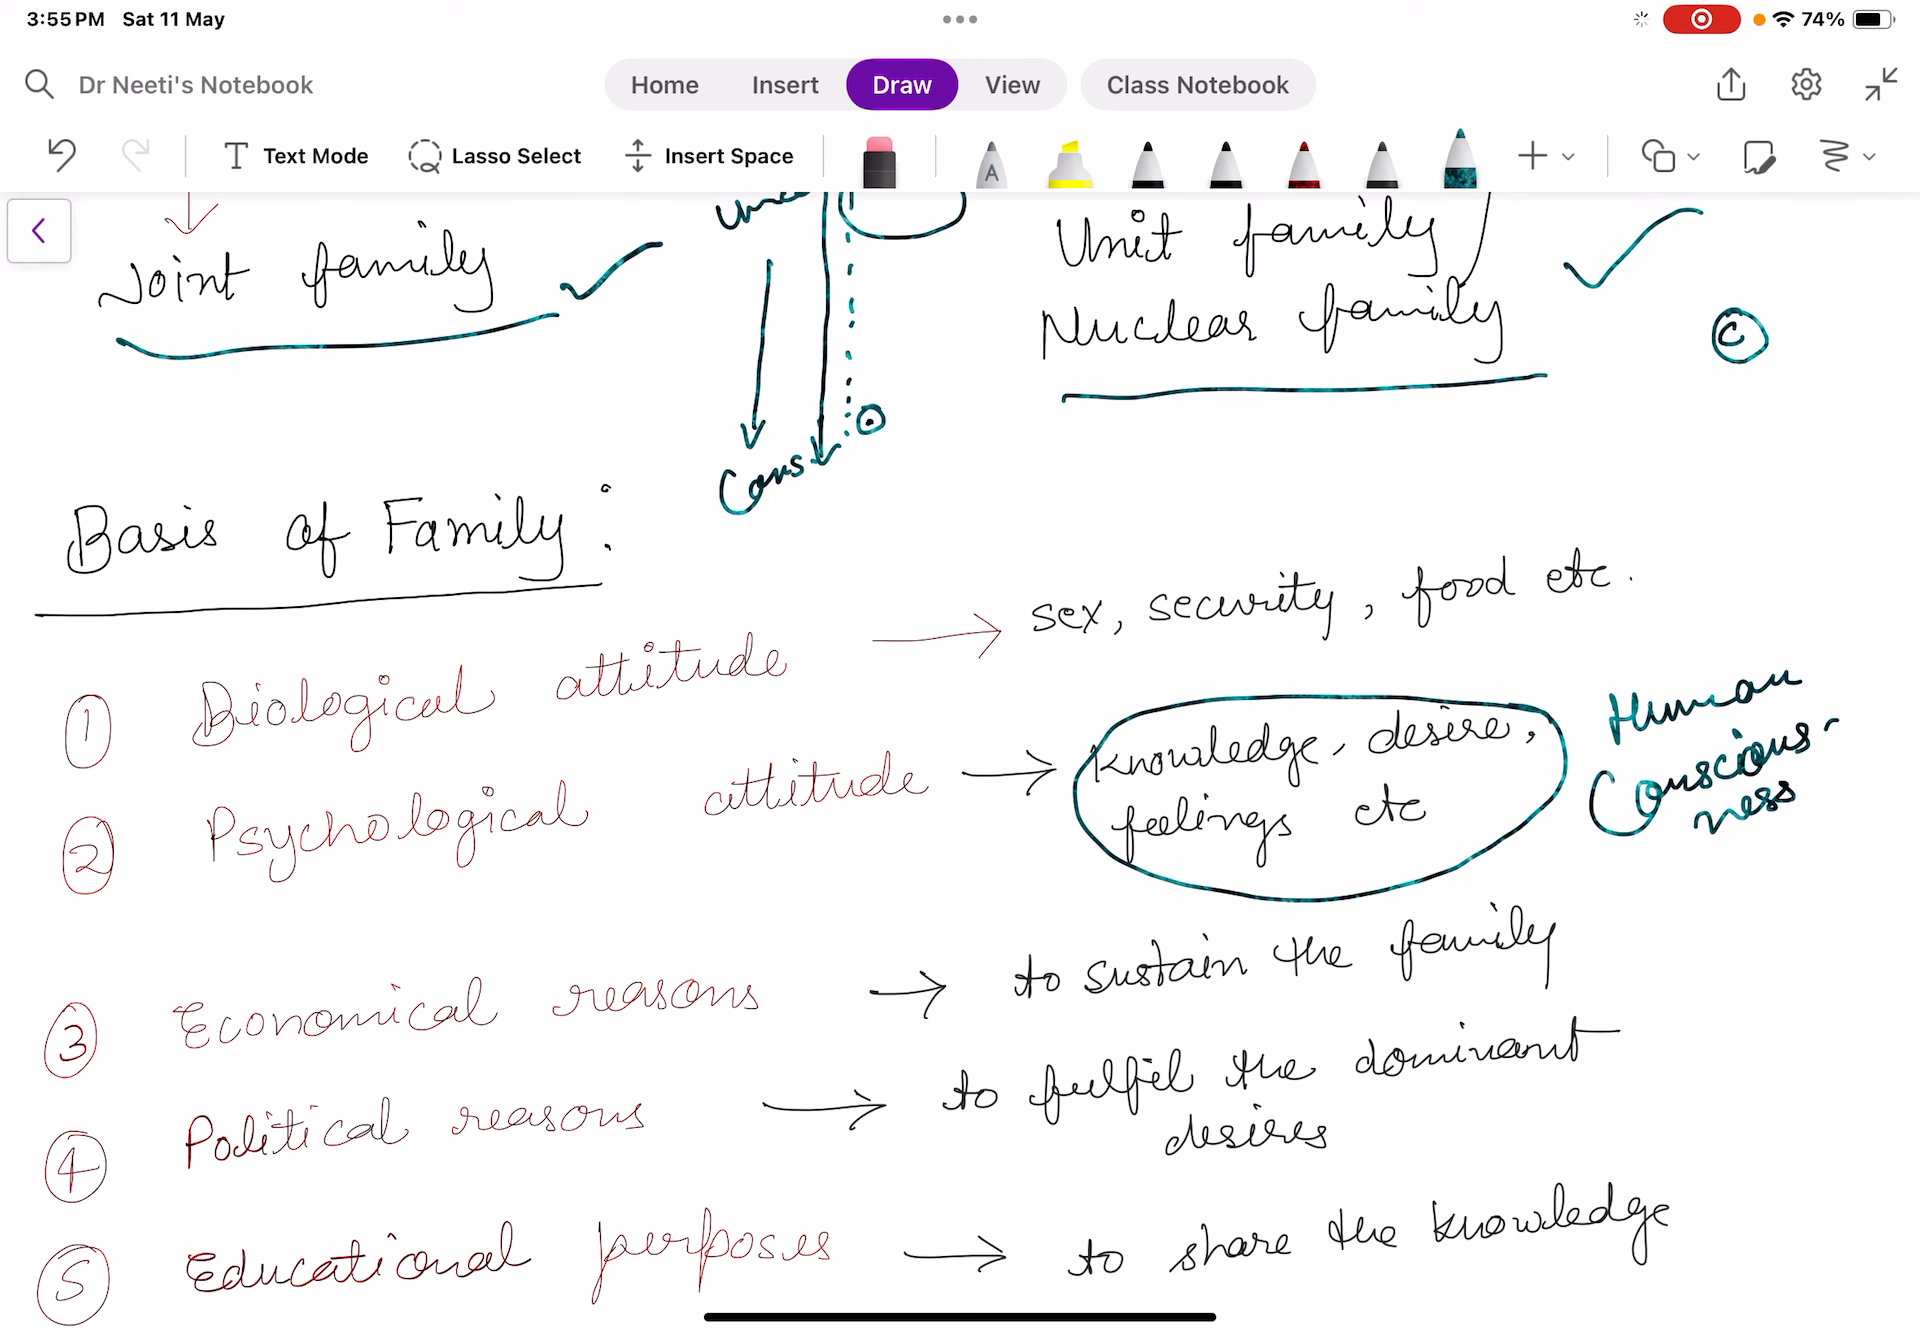 3:55 PM Sat 11 May
74%
Dr Neeti's Notebook
Home Insert Draw View Class Notebook
Text Mode Lasso Select Insert Space
A
Joint family
Unit family /
Nuclear family
C
Cons
Basis of Family :
1 Biological attitude → sex, security, food etc.
2 Psychological attitude → knowledge, desire,
feelings etc
Human
Conscious-
ness
3 Economical reasons → to sustain the family
4 Political reasons → to fulfil the dominant
desires
5 Educational purposes → to share the knowledge